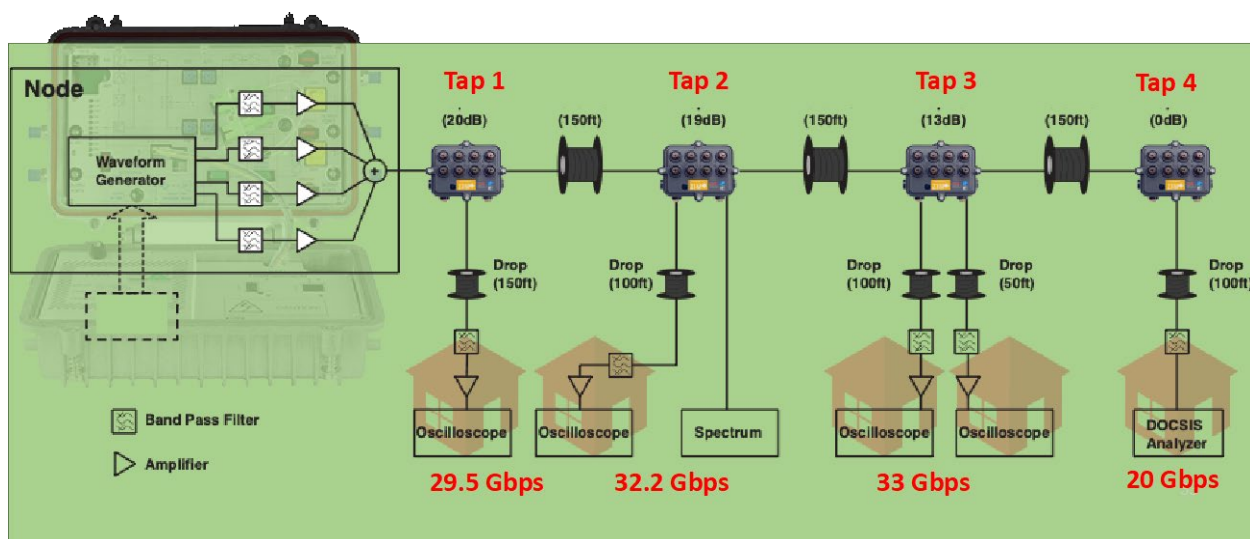 Node
Waveform
Generator
Band Pass Filter
Amplifier
Tap 1
(20dB)
(150ft)
Tap 2
(19dB)
(150ft)
Tap 3
(13dB)
(150ft)
Tap 4
(0dB)
Drop
(150ft)
Drop
(100ft)
Drop
(100ft)
Drop
(50ft)
Drop
(100ft)
Oscilloscope
Oscilloscope
Spectrum
Oscilloscope
Oscilloscope
DOCSIS
Analyzer
29.5 Gbps
32.2 Gbps
33 Gbps
20 Gbps